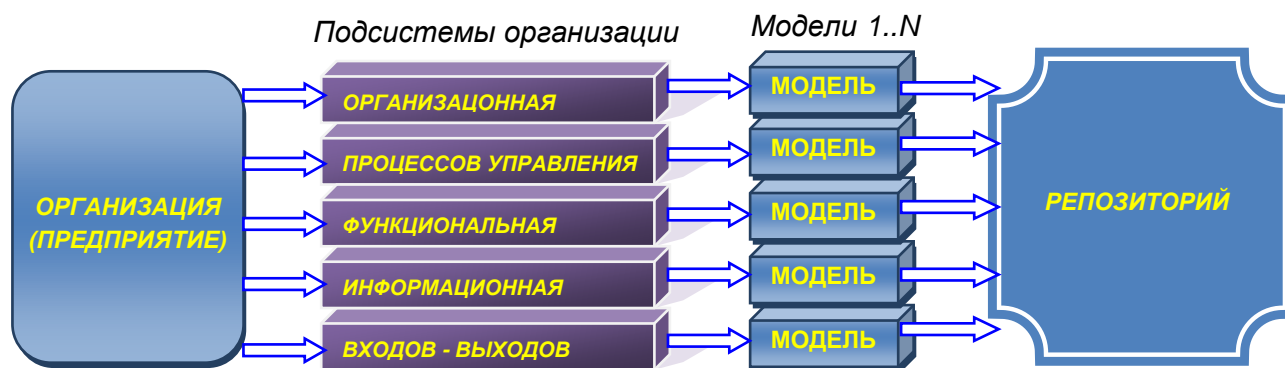 Подсистемы организации
Модели 1..N
ОРГАНИЗАЦИЯ
(ПРЕДПРИЯТИЕ)
ОРГАНИЗАЦОННАЯ
ПРОЦЕССОВ УПРАВЛЕНИЯ
ФУНКЦИОНАЛЬНАЯ
ИНФОРМАЦИОННАЯ
ВХОДОВ - ВЫХОДОВ
МОДЕЛЬ
МОДЕЛЬ
МОДЕЛЬ
МОДЕЛЬ
МОДЕЛЬ
РЕПОЗИТОРИЙ